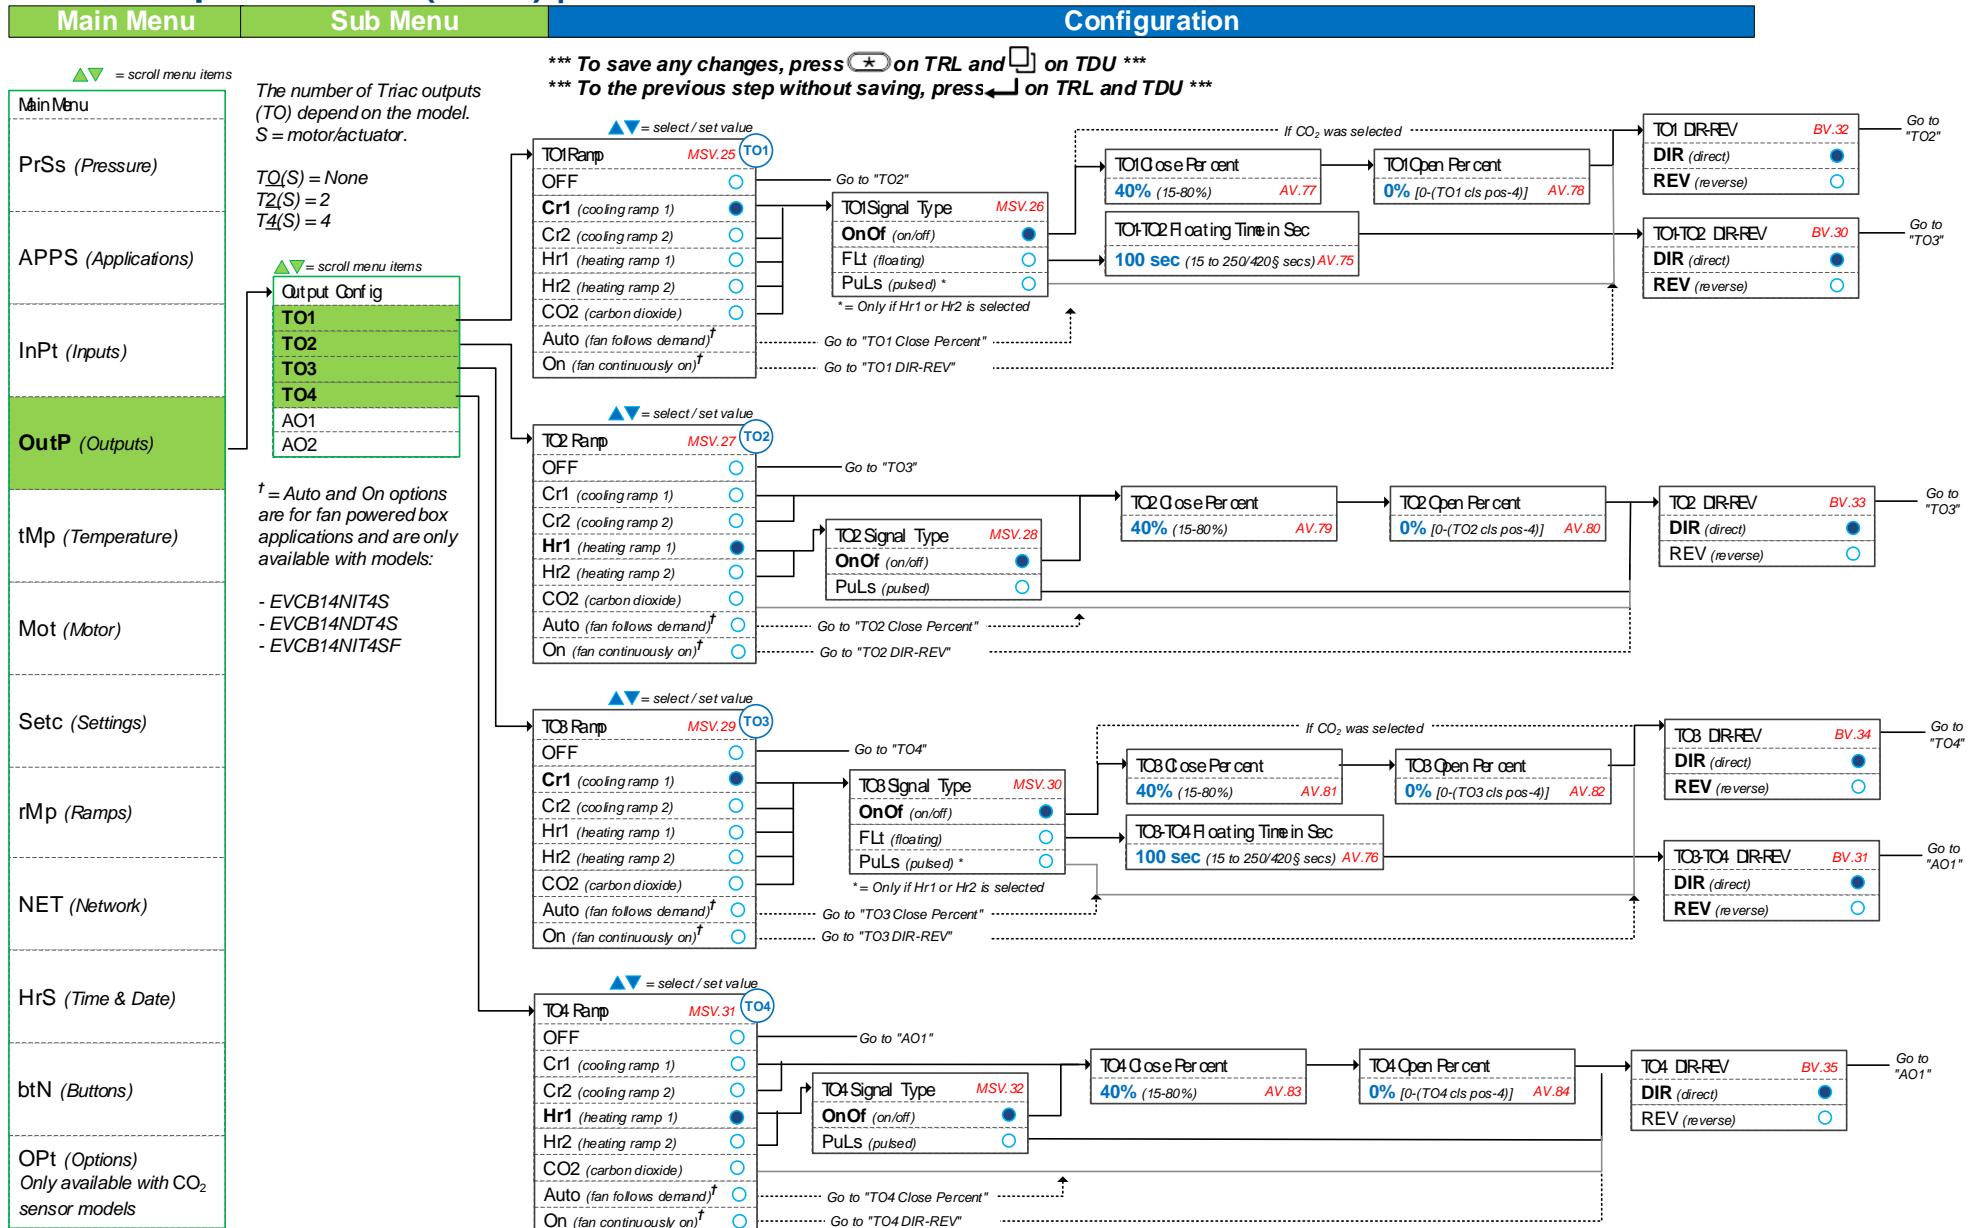 Main Menu
Sub Menu
Configuration
= scroll menu items
Main Menu
PrSs (Pressure)
APPS (Applications)
InPt (Inputs)
OutP (Outputs)
tMp (Temperature)
Mot (Motor)
Setc (Settings)
rMp (Ramps)
NET (Network)
HrS (Time & Date)
btN (Buttons)
OPt (Options)
Only available with CO₂
sensor models
The number of Triac outputs
(TO) depend on the model.
S = motor/actuator.
TO(S) = None
T2(S) = 2
T4(S) = 4
= scroll menu items
Output Config
TO1
TO2
TO3
TO4
AO1
AO2
† = Auto and On options
are for fan powered box
applications and are only
available with models:
- EVCB14NIT4S
- EVCB14NDT4S
- EVCB14NIT4SF
*** To save any changes, press * on TRL and on TDU ***
*** To the previous step without saving, press on TRL and TDU ***
= select / set value
TO1 Ramp MSV.25 TO1
OFF
Cr1 (cooling ramp 1)
Cr2 (cooling ramp 2)
Hr1 (heating ramp 1)
Hr2 (heating ramp 2)
CO2 (carbon dioxide)
Auto (fan follows demand)†
On (fan continuously on)†
Go to "TO2"
TO1 Signal Type MSV.26
OnOf (on/off)
FLt (floating)
PuLs (pulsed) *
* = Only if Hr1 or Hr2 is selected
Go to "TO1 Close Percent"
Go to "TO1 DIR-REV"
If CO₂ was selected
TO1 Close Percent
40% (15-80%) AV.77
TO1 Open Percent
0% [0-(TO1 cls pos-4)] AV.78
TO1-TO2 Floating Time in Sec
100 sec (15 to 250/420§ secs) AV.75
TO1 DIR-REV BV.32
DIR (direct)
REV (reverse)
Go to
"TO2"
TO1-TO2 DIR-REV BV.30
DIR (direct)
REV (reverse)
Go to
"TO3"
= select / set value
TO2 Ramp MSV.27 TO2
OFF
Cr1 (cooling ramp 1)
Cr2 (cooling ramp 2)
Hr1 (heating ramp 1)
Hr2 (heating ramp 2)
CO2 (carbon dioxide)
Auto (fan follows demand)†
On (fan continuously on)†
Go to "TO3"
TO2 Signal Type MSV.28
OnOf (on/off)
PuLs (pulsed)
Go to "TO2 Close Percent"
Go to "TO2 DIR-REV"
TO2 Close Percent
40% (15-80%) AV.79
TO2 Open Percent
0% [0-(TO2 cls pos-4)] AV.80
TO2 DIR-REV BV.33
DIR (direct)
REV (reverse)
Go to
"TO3"
= select / set value
TO3 Ramp MSV.29 TO3
OFF
Cr1 (cooling ramp 1)
Cr2 (cooling ramp 2)
Hr1 (heating ramp 1)
Hr2 (heating ramp 2)
CO2 (carbon dioxide)
Auto (fan follows demand)†
On (fan continuously on)†
Go to "TO4"
TO3 Signal Type MSV.30
OnOf (on/off)
FLt (floating)
PuLs (pulsed) *
* = Only if Hr1 or Hr2 is selected
Go to "TO3 Close Percent"
Go to "TO3 DIR-REV"
If CO₂ was selected
TO3 Close Percent
40% (15-80%) AV.81
TO3 Open Percent
0% [0-(TO3 cls pos-4)] AV.82
TO3-TO4 Floating Time in Sec
100 sec (15 to 250/420§ secs) AV.76
TO3 DIR-REV BV.34
DIR (direct)
REV (reverse)
Go to
"TO4"
TO3-TO4 DIR-REV BV.31
DIR (direct)
REV (reverse)
Go to
"AO1"
= select / set value
TO4 Ramp MSV.31 TO4
OFF
Cr1 (cooling ramp 1)
Cr2 (cooling ramp 2)
Hr1 (heating ramp 1)
Hr2 (heating ramp 2)
CO2 (carbon dioxide)
Auto (fan follows demand)†
On (fan continuously on)†
Go to "AO1"
TO4 Signal Type MSV.32
OnOf (on/off)
PuLs (pulsed)
Go to "TO4 Close Percent"
Go to "TO4 DIR-REV"
TO4 Close Percent
40% (15-80%) AV.83
TO4 Open Percent
0% [0-(TO4 cls pos-4)] AV.84
TO4 DIR-REV BV.35
DIR (direct)
REV (reverse)
Go to
"AO1"